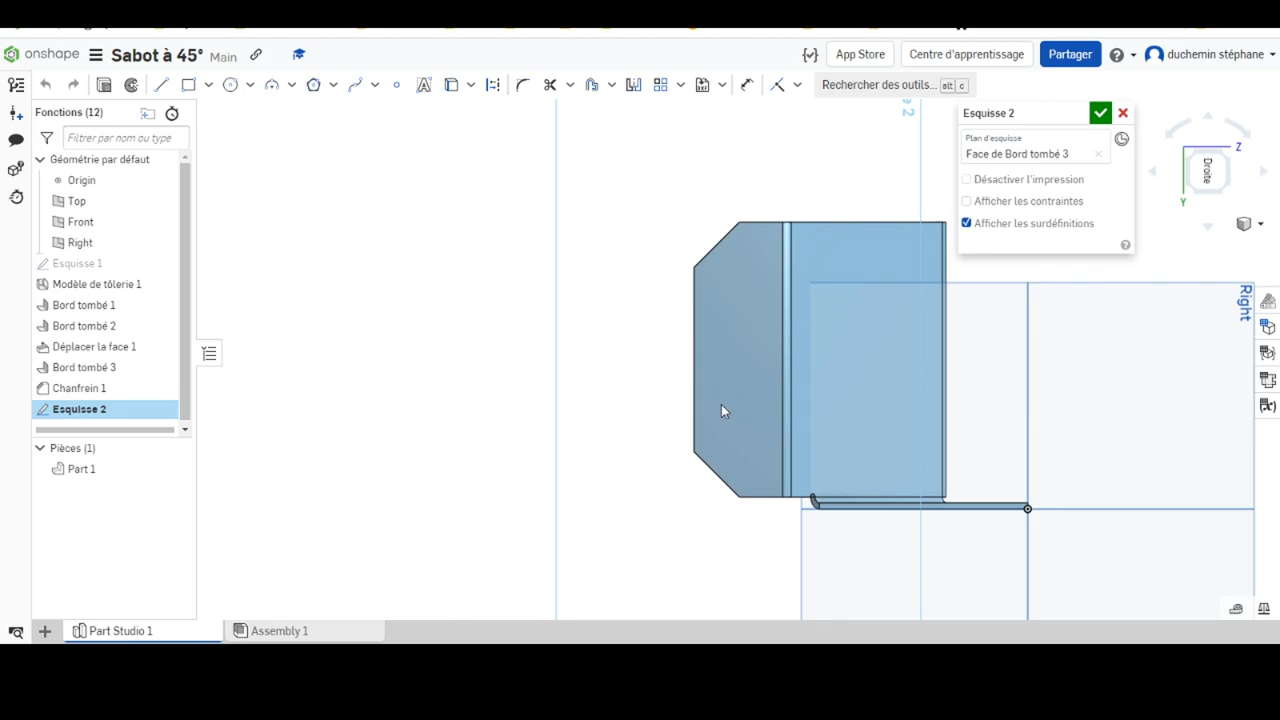 onshape Sabot à 45° Main App Store Centre d'apprentissage Partager duchemin stéphane
Rechercher des outils... alt c
Fonctions (12)
Filtrer par nom ou type
Géométrie par défaut
Origin
Top
Front
Right
Esquisse 1
Modèle de tôlerie 1
Bord tombé 1
Bord tombé 2
Déplacer la face 1
Bord tombé 3
Chanfrein 1
Esquisse 2
Pièces (1)
Part 1
Esquisse 2
Plan d'esquisse
Face de Bord tombé 3
Désactiver l'impression
Afficher les contraintes
Afficher les surdéfinitions
Z
Droite
Y
Right
Part Studio 1 Assembly 1